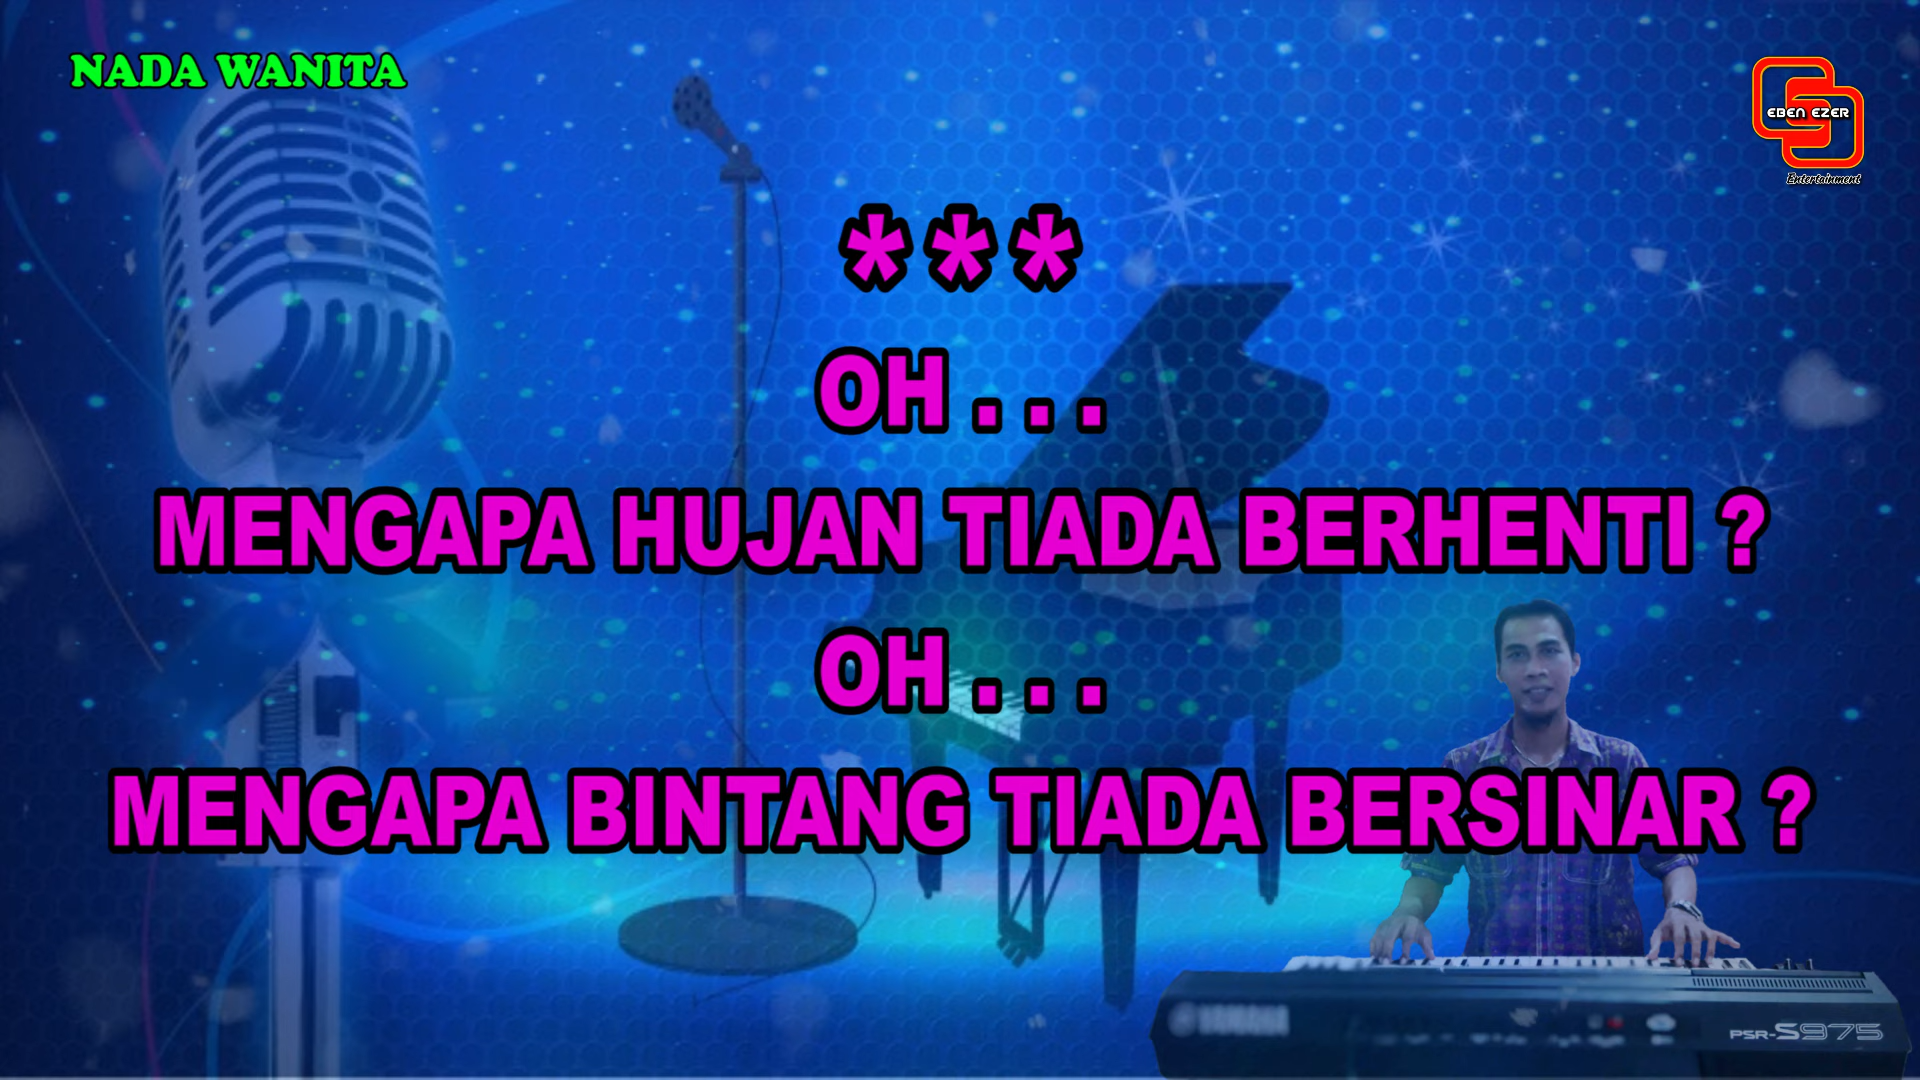 NADA WANITA
EBEN EZER
Entertainment
***
OH . . .
MENGAPA HUJAN TIADA BERHENTI ?
OH . . .
MENGAPA BINTANG TIADA BERSINAR ?
PSR-S975